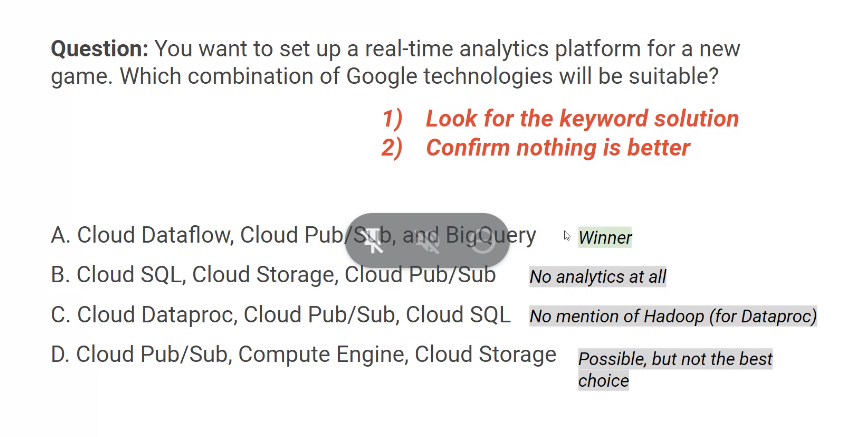 Question: You want to set up a real-time analytics platform for a new
game. Which combination of Google technologies will be suitable?
1) Look for the keyword solution
2) Confirm nothing is better
A. Cloud Dataflow, Cloud Pub/Sub, and BigQuery Winner
B. Cloud SQL, Cloud Storage, Cloud Pub/Sub No analytics at all
C. Cloud Dataproc, Cloud Pub/Sub, Cloud SQL No mention of Hadoop (for Dataproc)
D. Cloud Pub/Sub, Compute Engine, Cloud Storage Possible, but not the best
choice